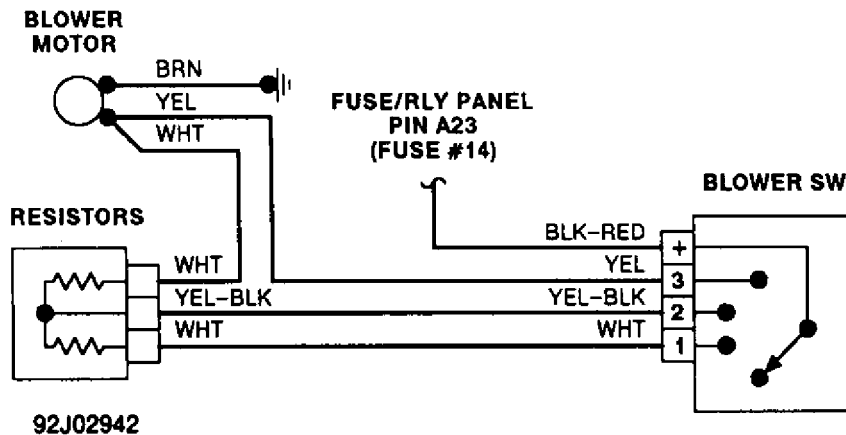 BLOWER
MOTOR
BRN
YEL
WHT
FUSE/RLY PANEL
PIN A23
(FUSE #14)
BLOWER SW
RESISTORS
BLK-RED
+
WHT
YEL
3
YEL-BLK
YEL-BLK
2
WHT
WHT
1
92J02942